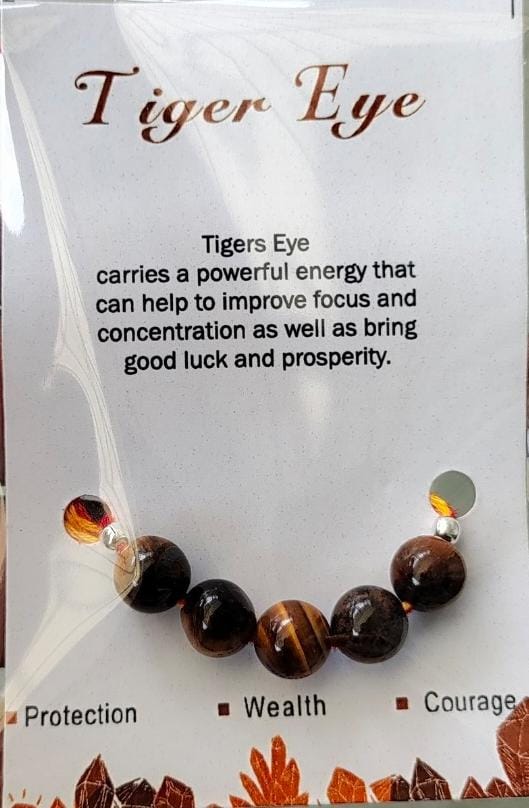 Tiger Eye
Tigers Eye
carries a powerful energy that
can help to improve focus and
concentration as well as bring
good luck and prosperity.
Protection
Wealth
Courage